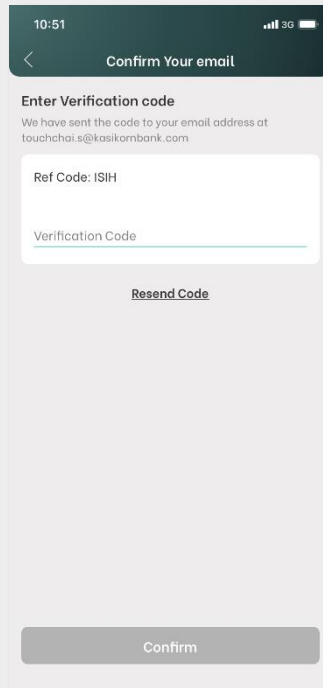 10:51
3G
Confirm Your email
Enter Verification code
We have sent the code to your email address at
touchchai.s@kasikornbank.com
Ref Code: ISIH
Verification Code
Resend Code
Confirm